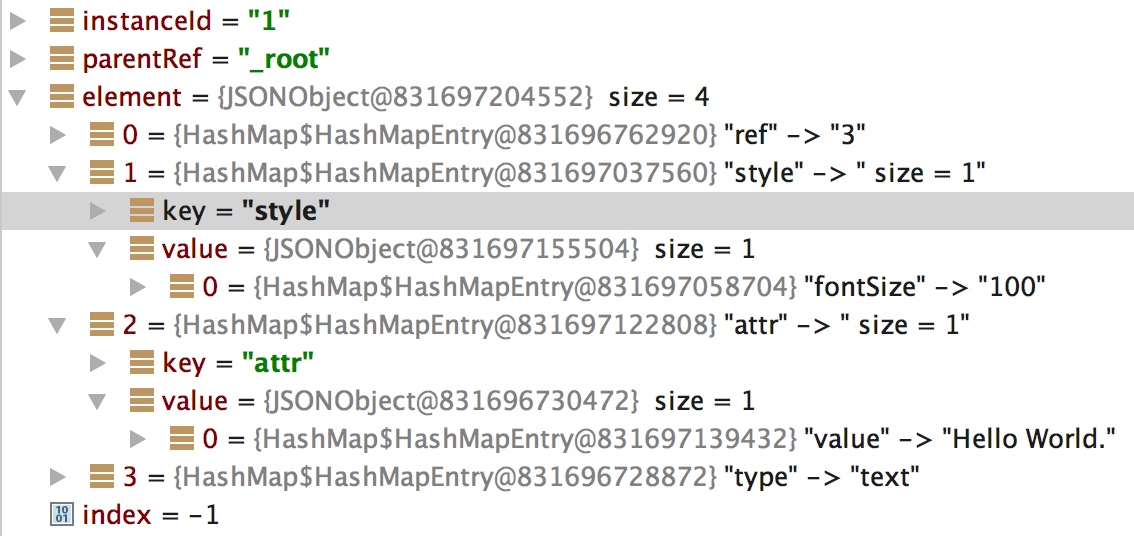 instanceId = "1"
parentRef = "_root"
element = {JSONObject@831697204552} size = 4
0 = {HashMap$HashMapEntry@831696762920} "ref" -> "3"
1 = {HashMap$HashMapEntry@831697037560} "style" -> " size = 1"
key = "style"
value = {JSONObject@831697155504} size = 1
0 = {HashMap$HashMapEntry@831697058704} "fontSize" -> "100"
2 = {HashMap$HashMapEntry@831697122808} "attr" -> " size = 1"
key = "attr"
value = {JSONObject@831696730472} size = 1
0 = {HashMap$HashMapEntry@831697139432} "value" -> "Hello World."
3 = {HashMap$HashMapEntry@831696728872} "type" -> "text"
10
01 index = -1